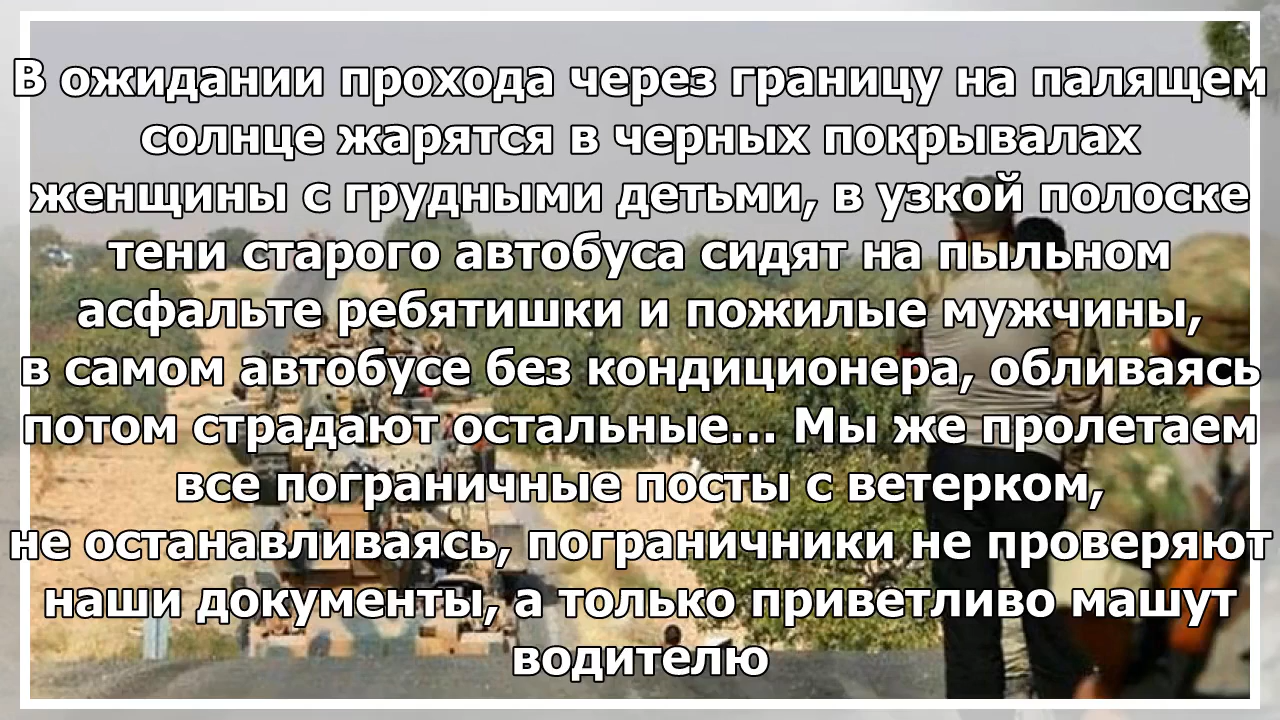 В ожидании прохода через границу на палящем
солнце жарятся в черных покрывалах
женщины с грудными детьми, в узкой полоске
тени старого автобуса сидят на пыльном
асфальте ребятишки и пожилые мужчины,
в самом автобусе без кондиционера, обливаясь
потом страдают остальные... Мы же пролетаем
все пограничные посты с ветерком,
не останавливаясь, пограничники не проверяют
наши документы, а только приветливо машут
водителю